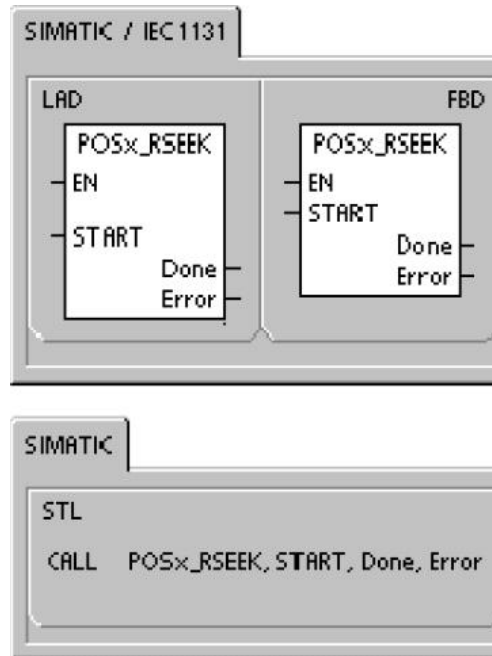 SIMATIC / IEC1131
LAD
POSx_RSEEK
EN
START
Done
Error
FBD
POSx_RSEEK
EN
START
Done
Error
SIMATIC
STL
CALL POSx_RSEEK, START, Done, Error